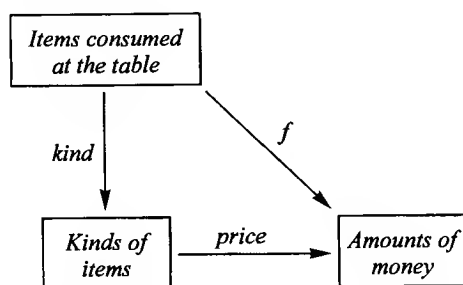 Items consumed
at the table
kind
f
Kinds of
items
price
Amounts of
money